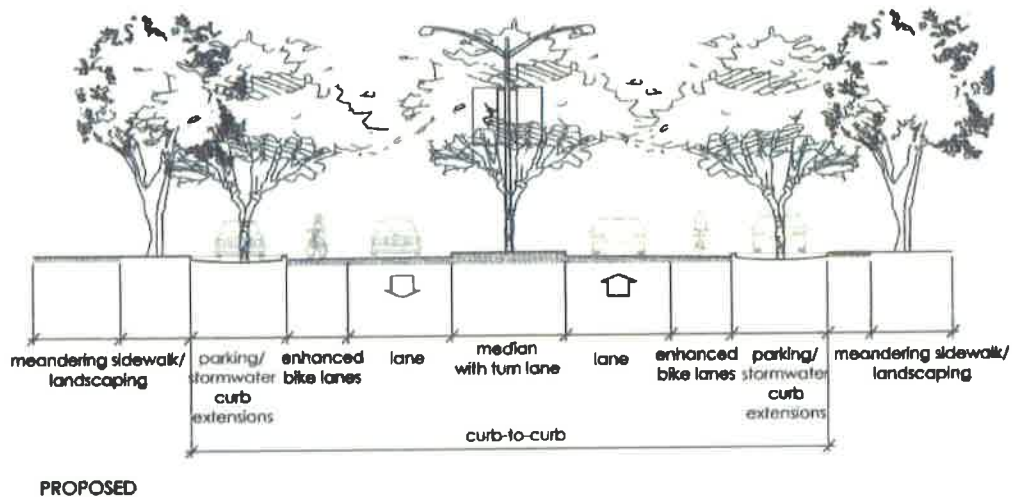 meandering sidewalk/
landscaping
parking/
stormwater
curb
extensions
enhanced
bike lanes
lane
median
with turn lane
lane
enhanced
bike lanes
parking/
stormwater
curb
extensions
meandering sidewalk/
landscaping
curb-to-curb
PROPOSED